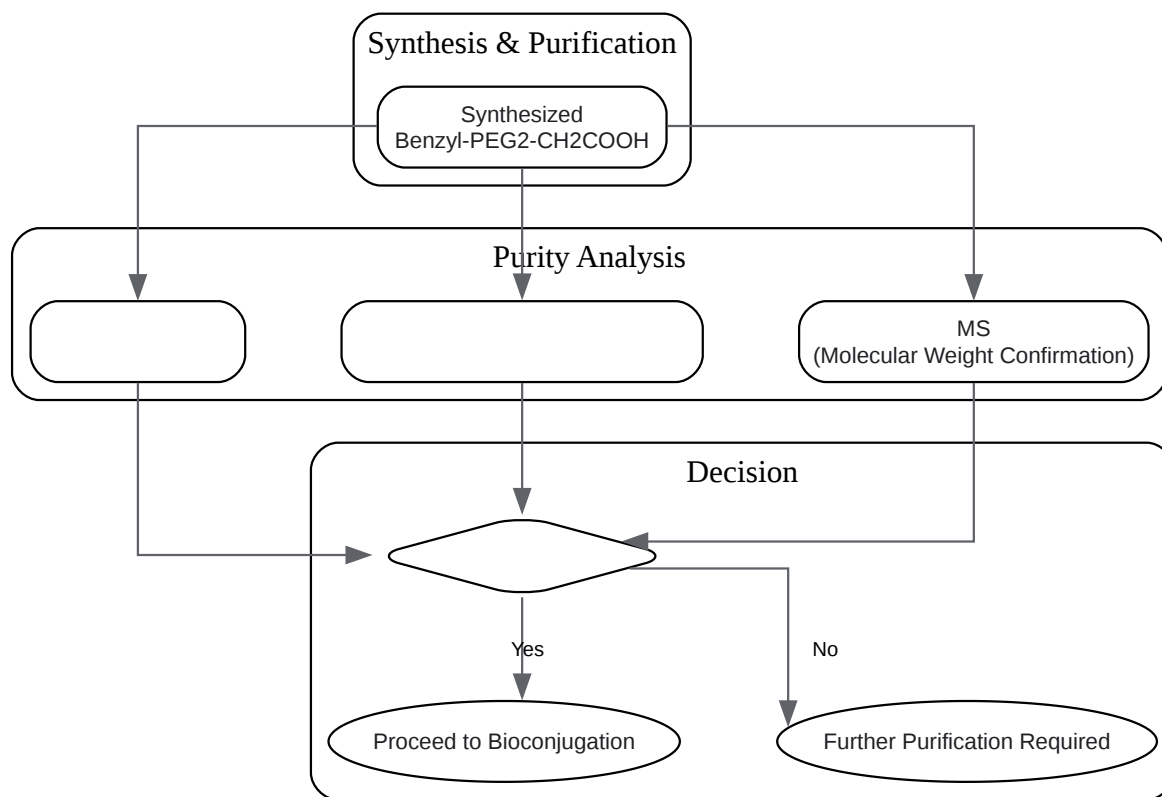 Synthesis & Purification
Synthesized
Benzyl-PEG2-CH2COOH
Purity Analysis
MS
(Molecular Weight Confirmation)
Decision
Yes
No
Proceed to Bioconjugation
Further Purification Required